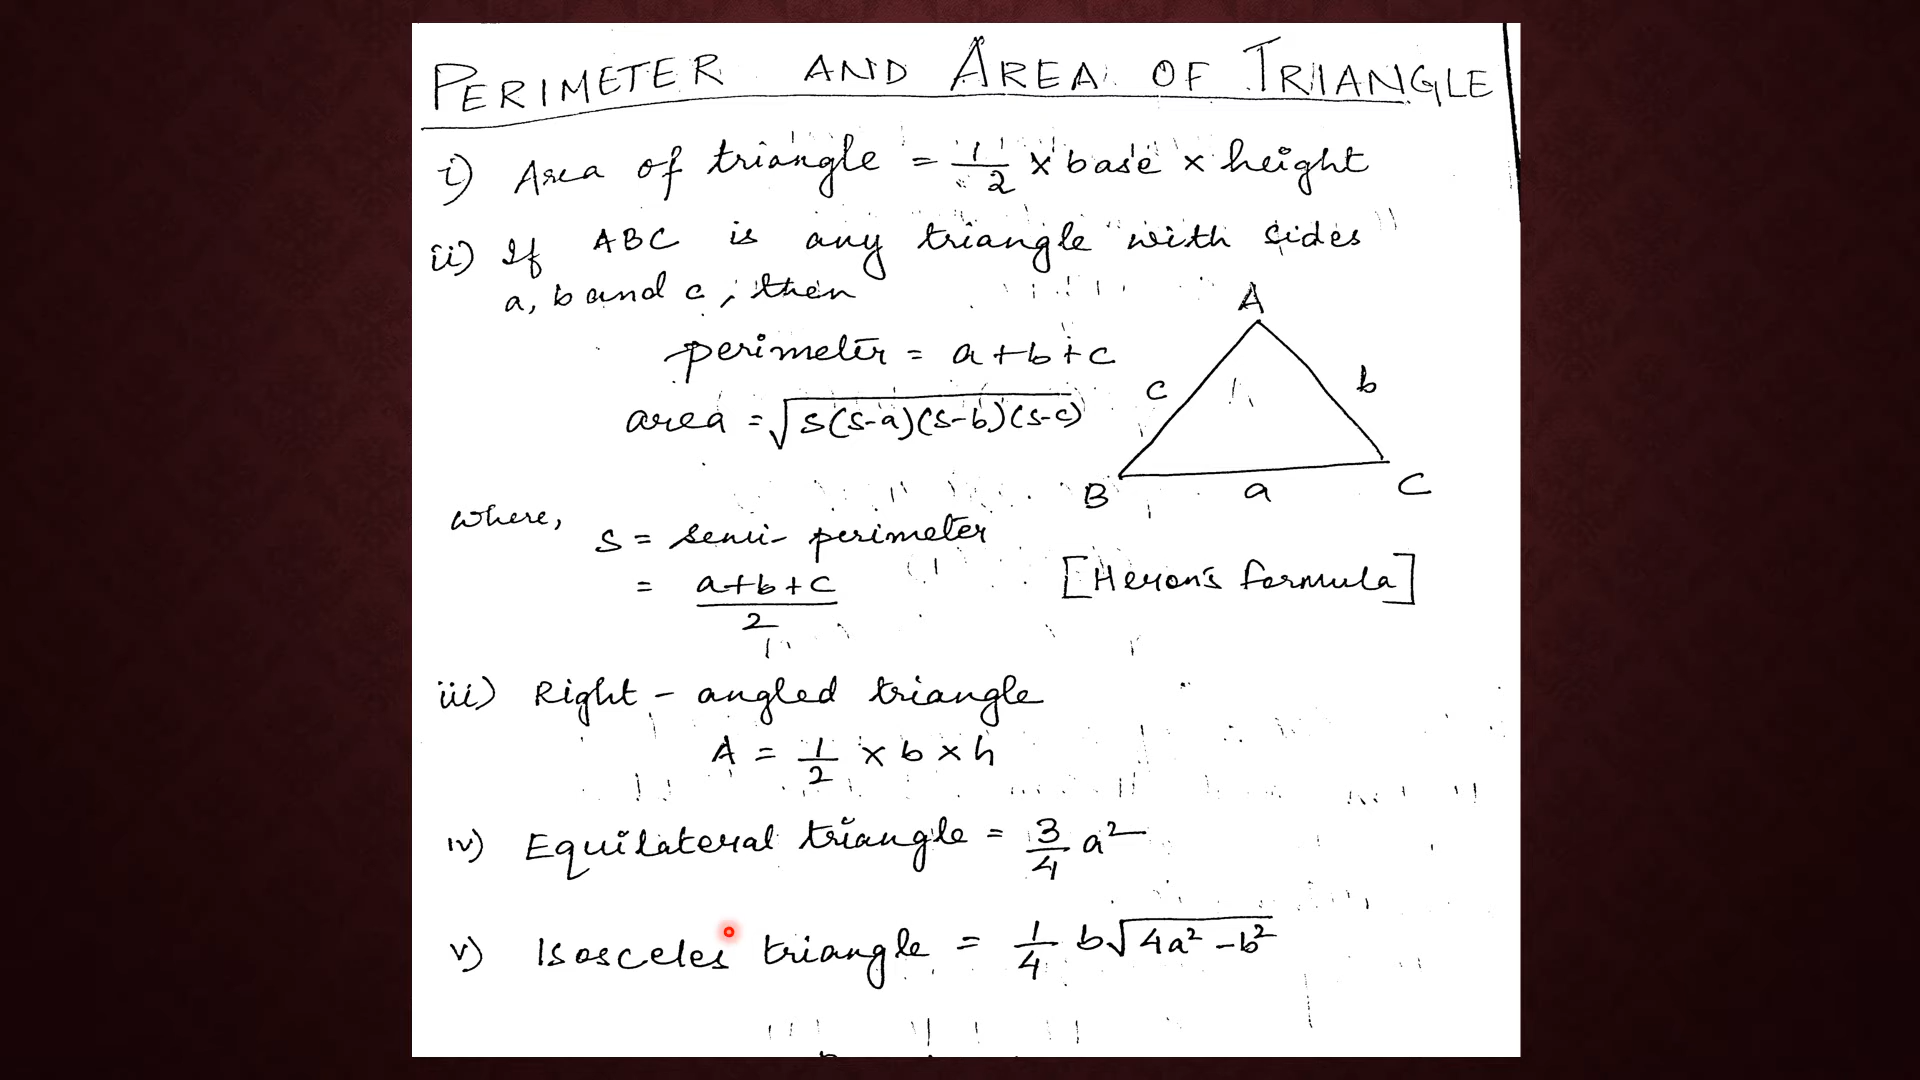 PERIMETER AND AREA OF TRIANGLE
i) Area of triangle = 1/2 × base × height
ii) If ABC is any triangle with sides
a, b and c, then
perimeter = a+b+c
area = √s(s-a)(s-b)(s-c)
A
c
b
B
a
C
where,
s = semi-perimeter
= a+b+c/2
[Heron's formula]
iii) Right-angled triangle
A = 1/2 × b × h
iv) Equilateral triangle = 3/4 a²
v) Isosceles triangle = 1/4 b√4a² - b²